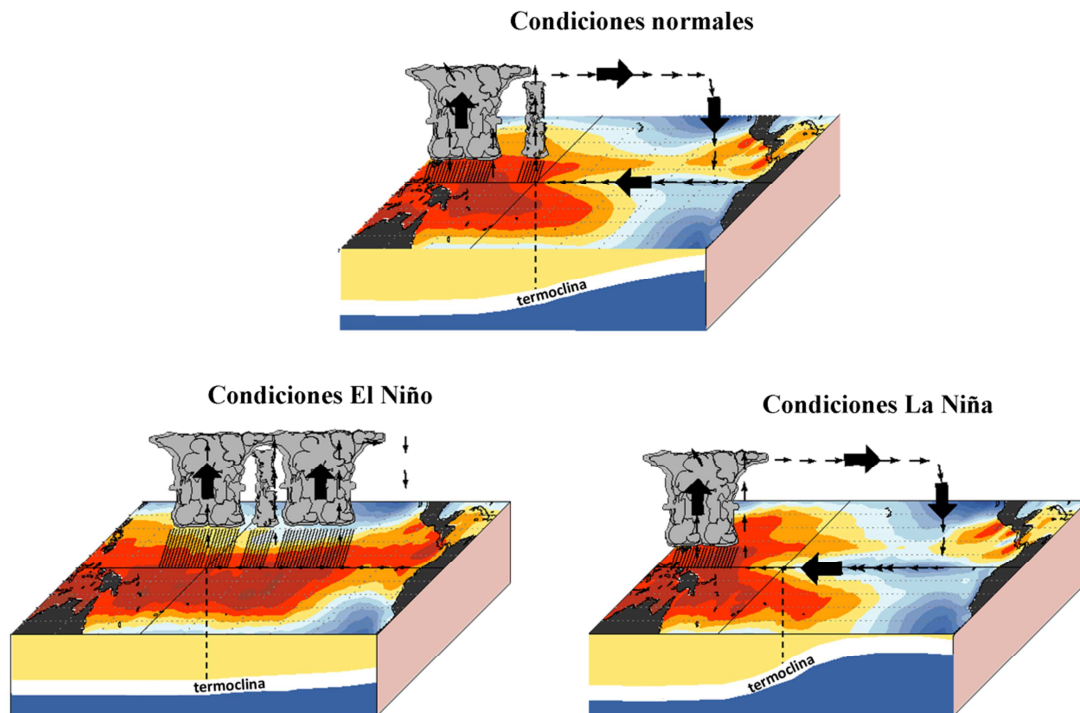 Condiciones normales
termoclina
Condiciones El Niño
Condiciones La Niña
termoclina
termoclina